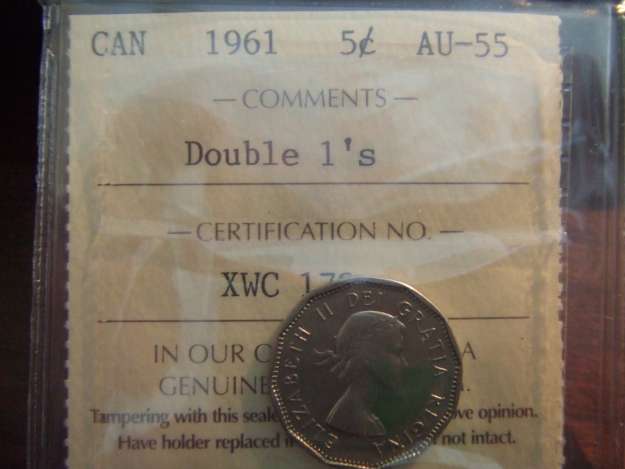 CAN 1961 5¢ AU-55
— COMMENTS —
Double 1's
— CERTIFICATION NO. —
XWC
IN OUR
GENUINE
Tampering with this ve opinion.
Have holder replaced not intact.
ELIZABETH II DEI GRATIA REGINA